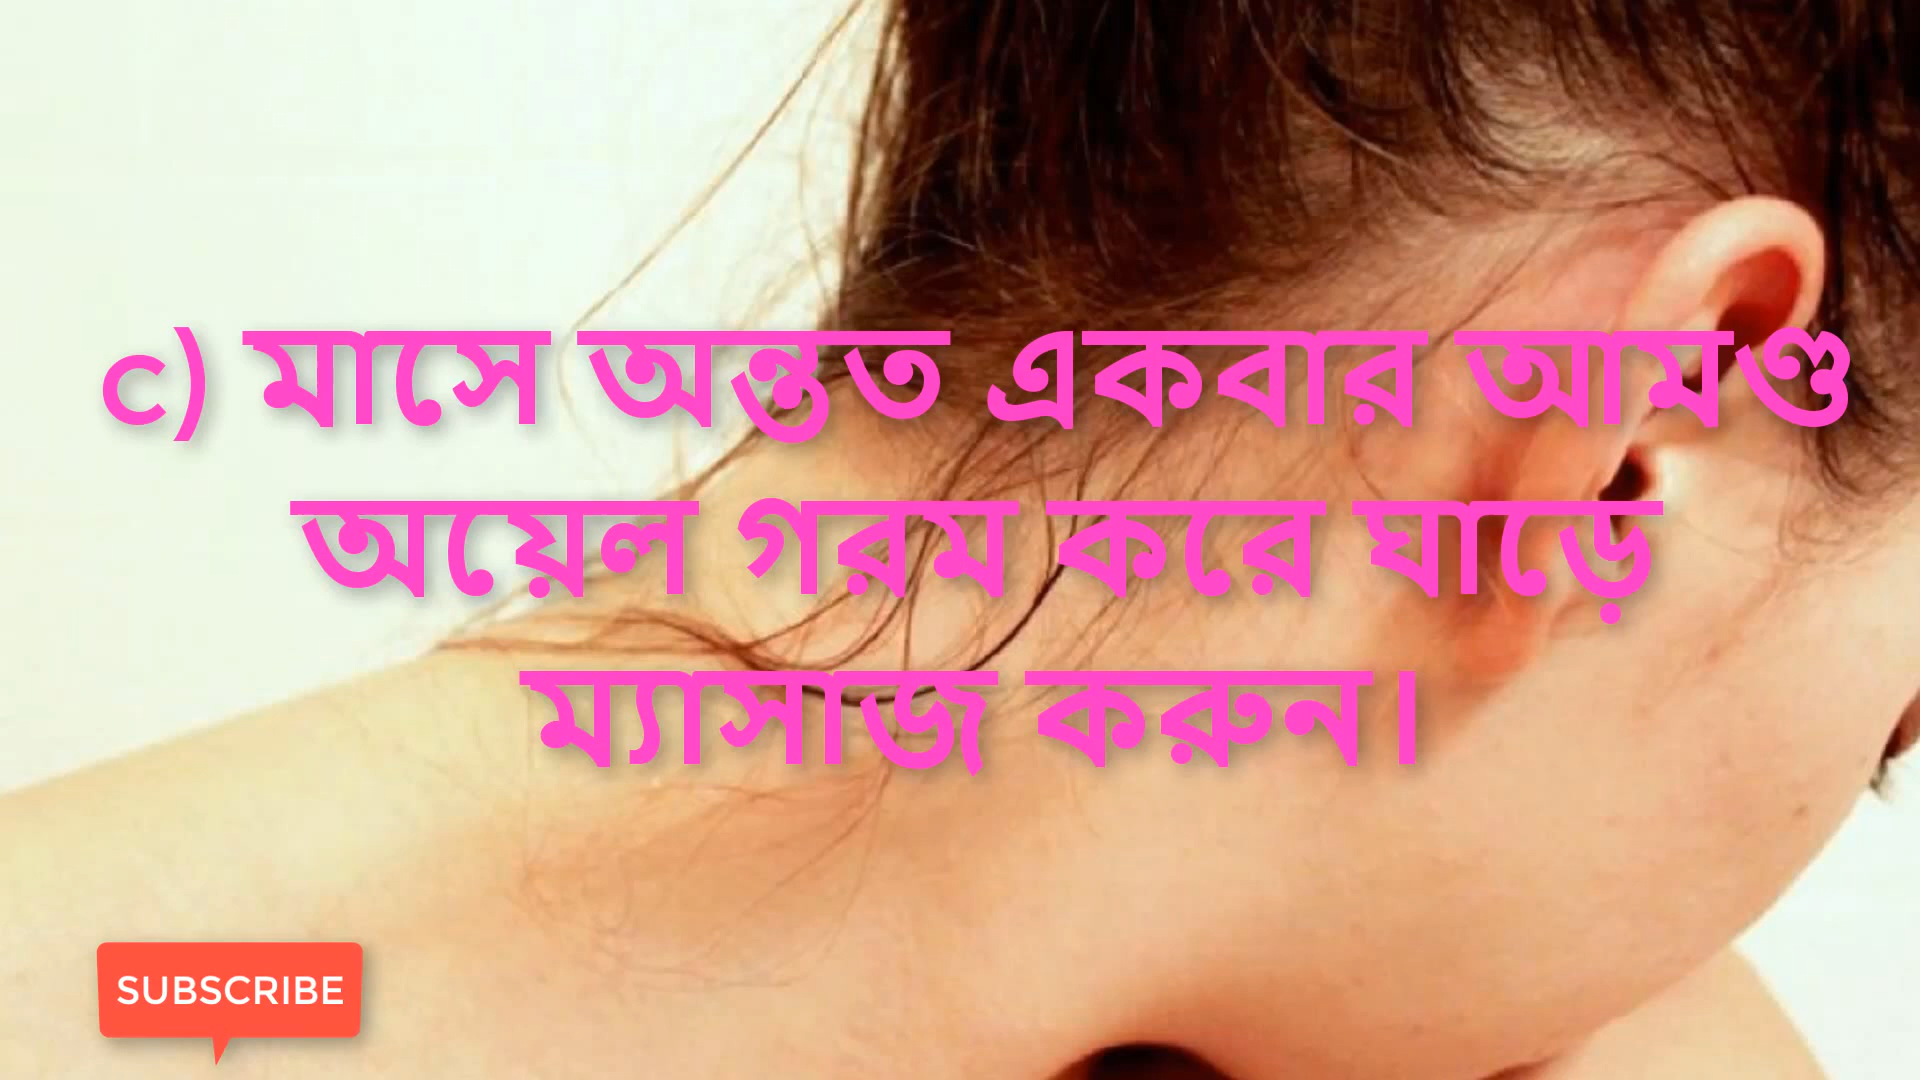 c) মাসে অন্তত একবার আমণ্ড
অয়েল গরম করে ঘাড়ে
ম্যাসাজ করুন।
SUBSCRIBE